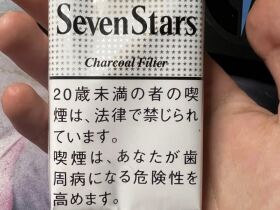 SevenStars
Charcoal Filter
20歳未満の者の喫
煙は、法律で禁じられ
ています。
喫煙は、あなたが歯
周病になる危険性を
高めます。